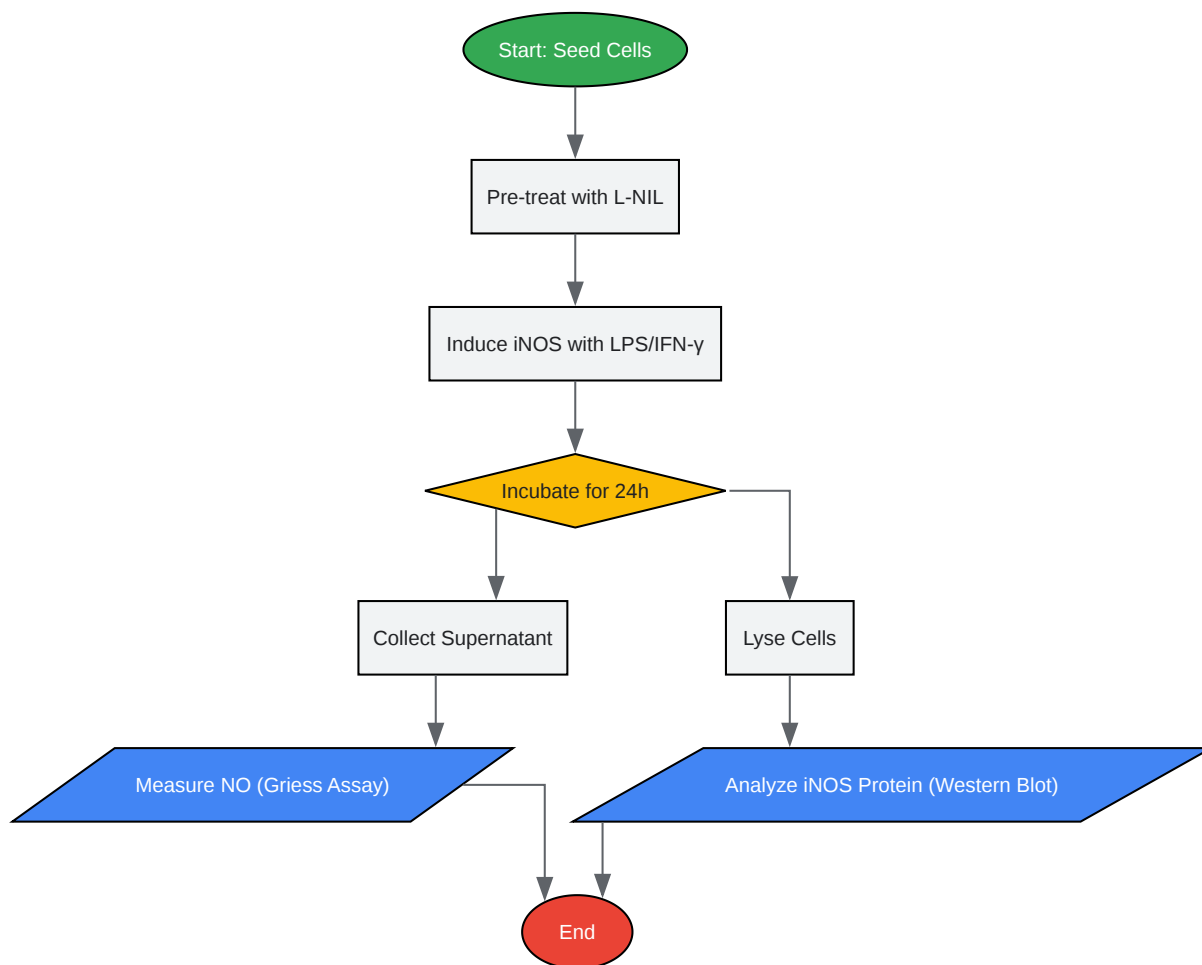 Start: Seed Cells
Pre-treat with L-NIL
Induce iNOS with LPS/IFN-γ
Incubate for 24h
Collect Supernatant
Lyse Cells
Measure NO (Griess Assay)
Analyze iNOS Protein (Western Blot)
End